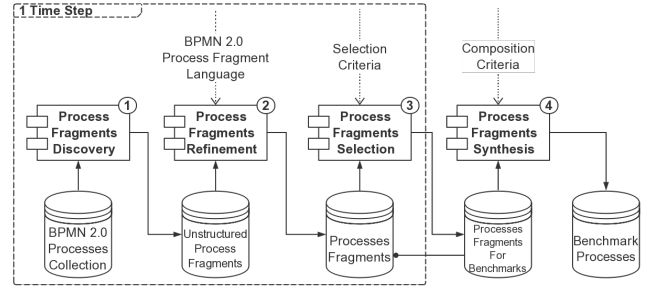 1 Time Step
BPMN 2.0
Process Fragment
Language
Selection
Criteria
Composition
Criteria
1
Process
Fragments
Discovery
2
Process
Fragments
Refinement
3
Process
Fragments
Selection
4
Process
Fragments
Synthesis
BPMN 2.0
Processes
Collection
Unstructured
Process
Fragments
Processes
Fragments
Processes
Fragments
For
Benchmarks
Benchmark
Processes